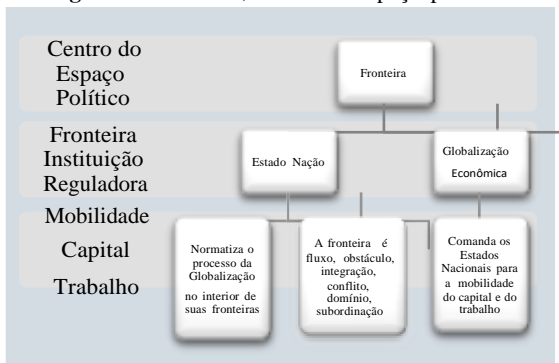 Centro do
Espaço
Político
Fronteira
Fronteira
Instituição
Reguladora
Estado Nação
Globalização
Econômica
Mobilidade
Capital
Trabalho
Normatiza o
processo da
Globalização
no interior de
suas fronteiras
A fronteira é
fluxo, obstáculo,
integração,
conflito,
domínio,
subordinação
Comanda os
Estados
Nacionais para
a mobilidade
do capital e do
trabalho